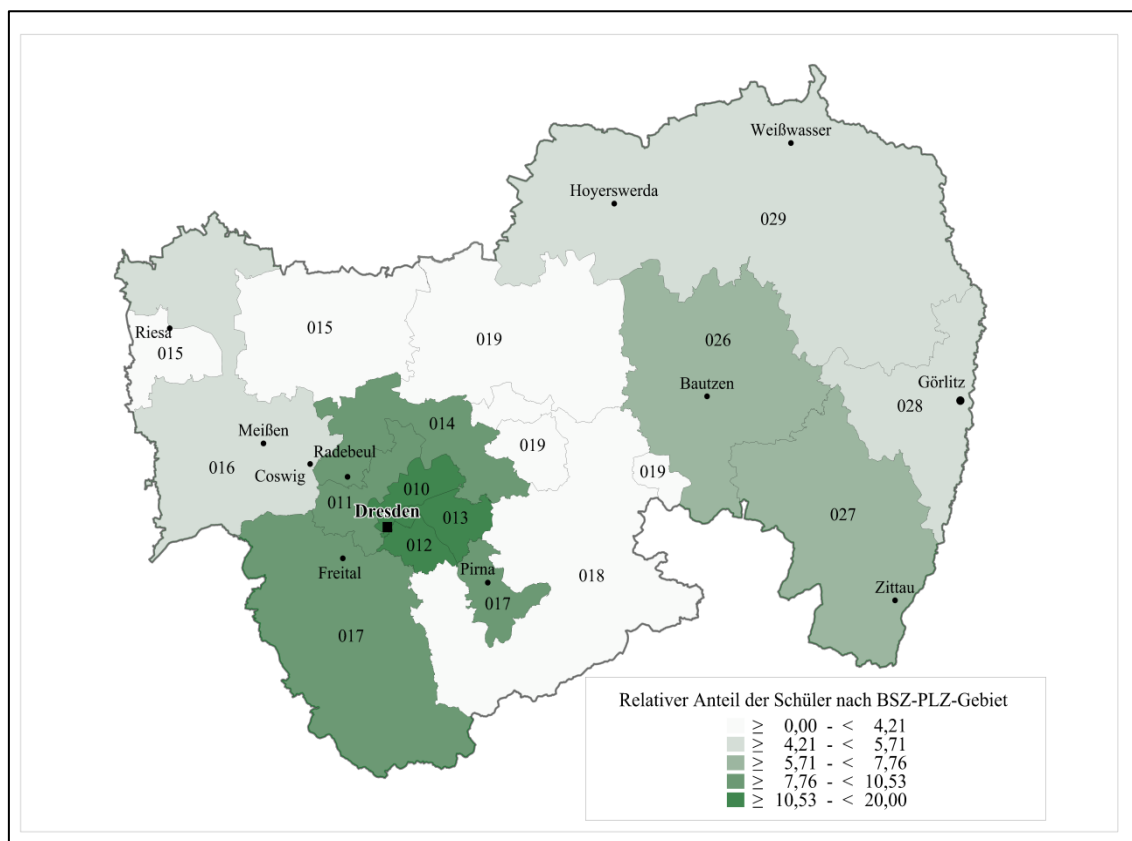 Weißwasser
Hoyerswerda
029
015
019
Riesa
015
026
Bautzen
Görlitz
028
014
Meißen
Radebeul
019
016
Coswig
019
010
011
Dresden
013
027
012
Freital
Pirna
018
Zittau
017
017
Relativer Anteil der Schüler nach BSZ-PLZ-Gebiet
≥ 0,00 - < 4,21
≥ 4,21 - < 5,71
≥ 5,71 - < 7,76
≥ 7,76 - < 10,53
≥ 10,53 - < 20,00